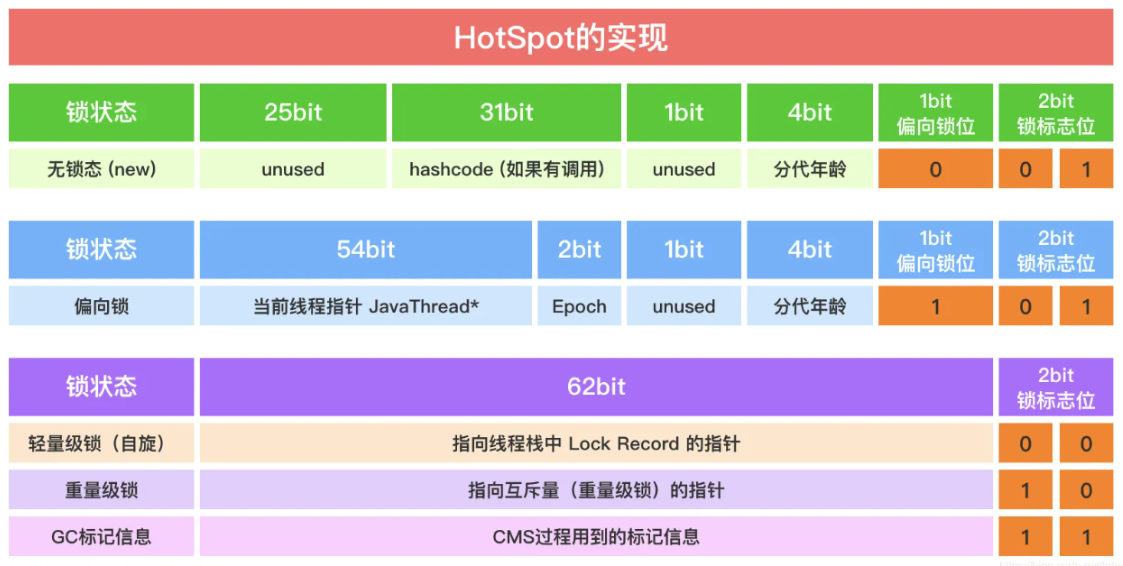 HotSpot的实现
锁状态 25bit 31bit 1bit 4bit 1bit 偏向锁位 2bit 锁标志位
无锁态 (new) unused hashcode (如果有调用) unused 分代年龄 0 0 1
锁状态 54bit 2bit 1bit 4bit 1bit 偏向锁位 2bit 锁标志位
偏向锁 当前线程指针 JavaThread* Epoch unused 分代年龄 1 0 1
锁状态 62bit 2bit 锁标志位
轻量级锁（自旋） 指向线程栈中 Lock Record 的指针 0 0
重量级锁 指向互斥量（重量级锁）的指针 1 0
GC标记信息 CMS过程用到的标记信息 1 1